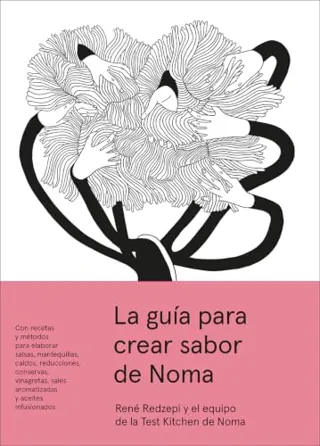 La guía para
crear sabor
de Noma
Con recetas
y métodos
para elaborar
salsas, mantequillas,
caldos, reducciones,
conservas,
vinagretas, sales
aromatizadas
y aceites
infusionados
René Redzepi y el equipo
de la Test Kitchen de Noma